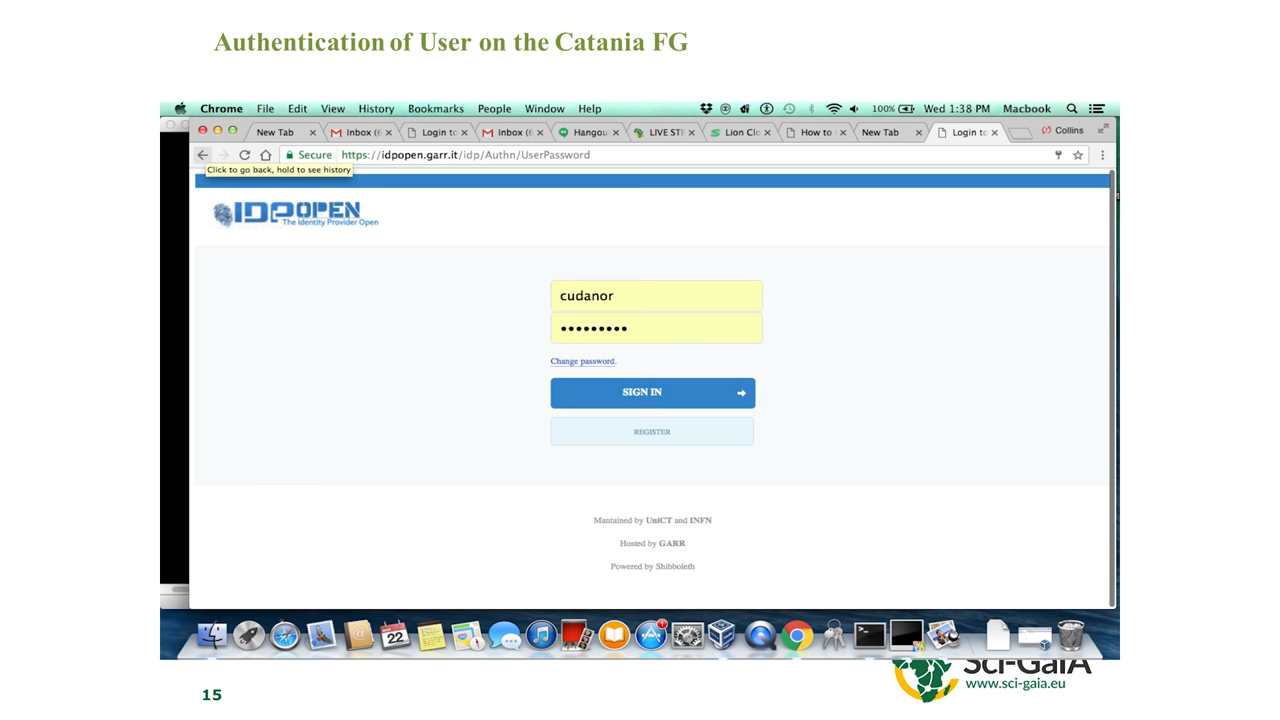 Authentication of User on the Catania FG
Chrome File Edit View History Bookmarks People Window Help 100% Wed 1:38 PM Macbook
New Tab Inbox (6 Login to Inbox (6 Hangou LIVE STR Lion Clo How to New Tab Login to Collins
Secure https://idpopen.garr.it/idp/Authn/UserPassword
Click to go back, hold to see history
IDPOPEN
The Identity Provider Open
cudanor
•••••••••
Change password.
SIGN IN
REGISTER
Mantained by UniCT and INFN
Hosted by GARR
Powered by Shibboleth
22
1
Sci-GaIA
www.sci-gaia.eu
15